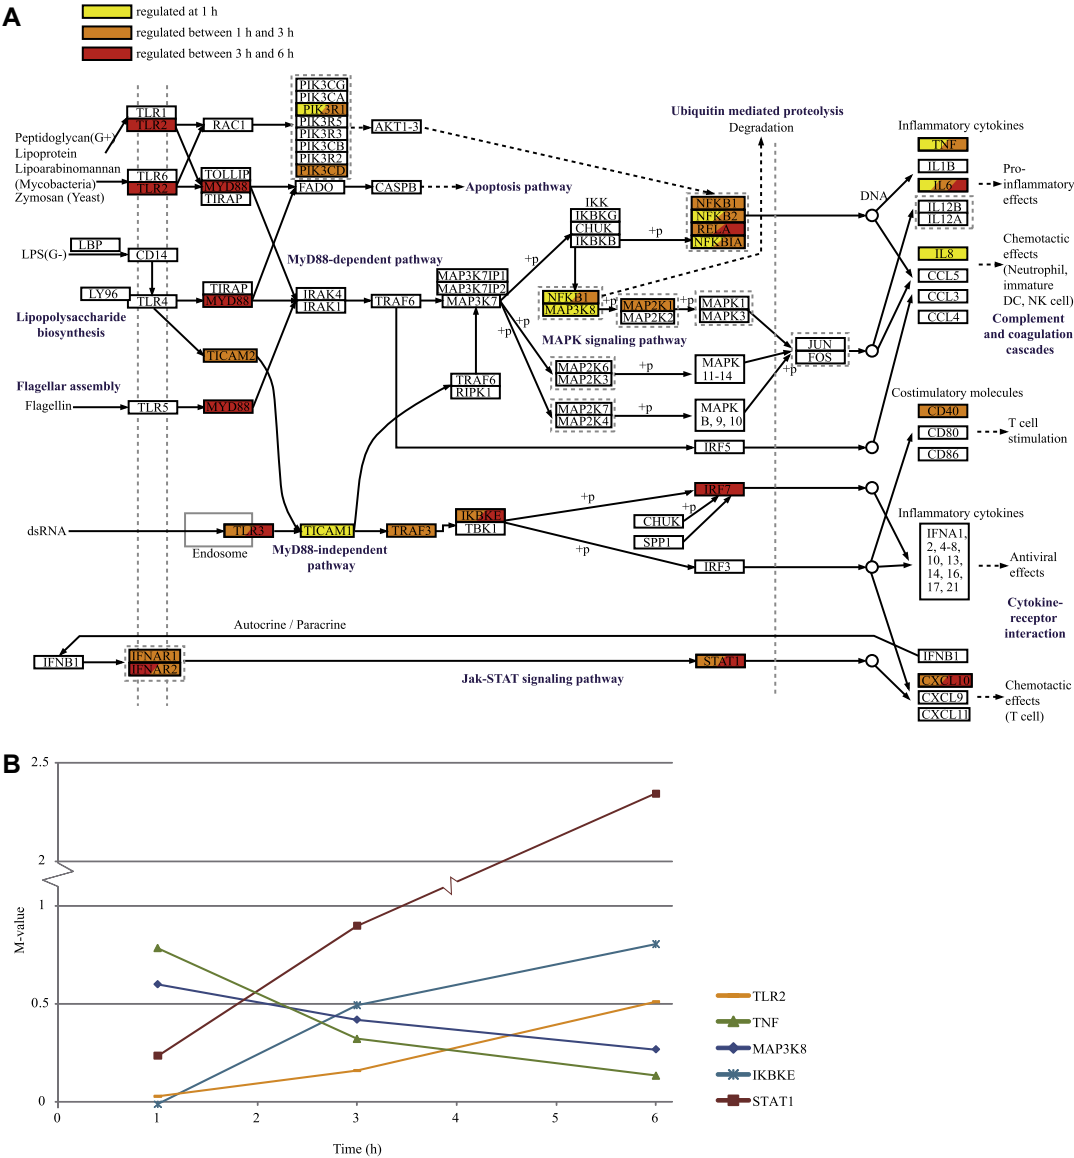 A
regulated at 1 h
regulated between 1 h and 3 h
regulated between 3 h and 6 h
Peptidoglycan(G+)
Lipoprotein
Lipoarabinomannan
(Mycobacteria)
Zymosan (Yeast)
TLR1
TLR2
TLR6
TLR2
RAC1
TOLLIP
MYD88
TIRAP
PIK3CG
PIK3CA
PIK3R1
PIK3R5
PIK3R3
PIK3CB
PIK3R2
PIK3CD
FADO
AKT1-3
CASPB
Apoptosis pathway
Ubiquitin mediated proteolysis
Degradation
LPS(G-)
LBP
CD14
LY96
TLR4
TIRAP
MYD88
Lipopolysaccharide
biosynthesis
TICAM2
Flagellar assembly
Flagellin
TLR5
MYD88
MyD88-dependent pathway
IRAK4
IRAK1
TRAF6
MAP3K7IP1
MAP3K7IP2
MAP3K7
TRAF6
RIPK1
IKK
IKBKG
CHUK
IKBKB
+p
+p
NFKB1
NFKB2
RELA
NFKBIA
NFKB1
MAP3K8
+p
MAP2K1
MAP2K2
+p
MAPK1
MAPK3
MAPK signaling pathway
+p
+p
MAP2K6
MAP2K3
+p
MAPK
11-14
MAP2K7
MAP2K4
+p
MAPK
B, 9, 10
JUN
FOS
+p
IRF5
DNA
Inflammatory cytokines
TNF
IL1B
IL6
IL12B
IL12A
Pro-
inflammatory
effects
IL8
CCL5
CCL3
CCL4
Chemotactic
effects
(Neutrophil,
immature
DC, NK cell)
Complement
and coagulation
cascades
Costimulatory molecules
CD40
CD80
CD86
T cell
stimulation
dsRNA
Endosome
TLR3
TICAM1
MyD88-independent
pathway
TRAF3
IKBKE
TBK1
+p
+p
IRF7
CHUK
+p
SPP1
IRF3
Inflammatory cytokines
IFNA1,
2, 4-8,
10, 13,
14, 16,
17, 21
Antiviral
effects
Cytokine-
receptor
interaction
Autocrine / Paracrine
IFNB1
IFNAR1
IFNAR2
Jak-STAT signaling pathway
STAT1
IFNB1
CXCL10
CXCL9
CXCL11
Chemotactic
effects
(T cell)
B
2.5
2
1
0.5
0
M-value
0
1
2
3
4
5
6
Time (h)
TLR2
TNF
MAP3K8
IKBKE
STAT1